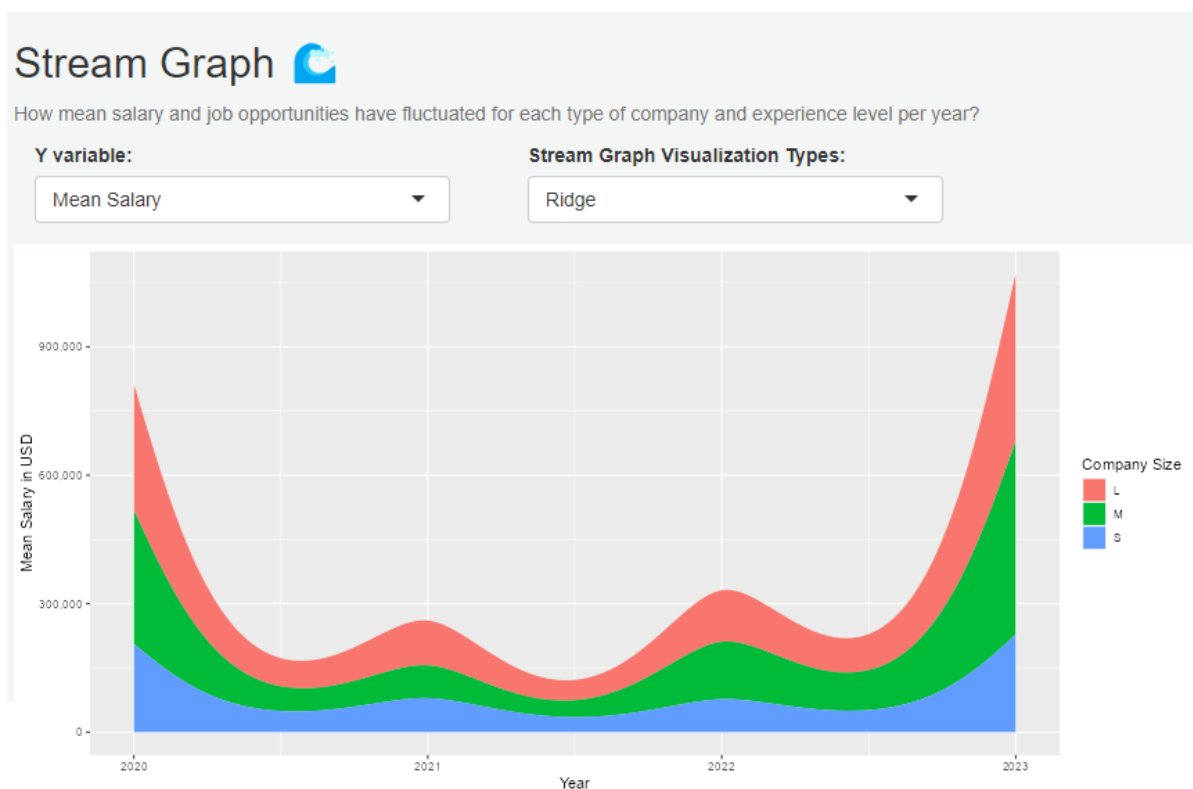 Stream Graph
How mean salary and job opportunities have fluctuated for each type of company and experience level per year?
Y variable:
Stream Graph Visualization Types:
Mean Salary
Ridge
900,000
600,000
300,000
0
Mean Salary in USD
2020
2021
2022
2023
Year
Company Size
L
M
S